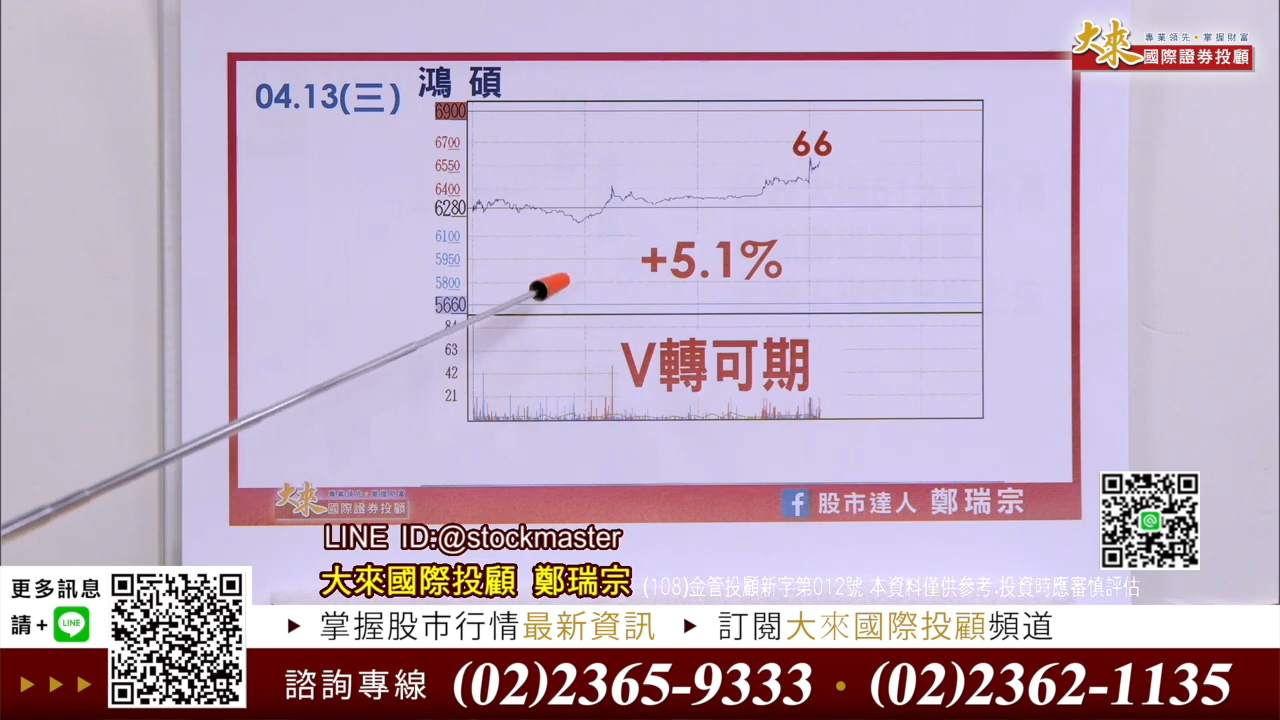 大來
專業領先•掌握財富
國際證券投顧
04.13(三)
鴻碩
6900
6700
6550
6400
6280
6100
5950
5800
5660
84
63
42
21
66
+5.1%
V轉可期
大來
國際證券投顧
f 股市達人 鄭瑞宗
LINE ID:@stockmaster
大來國際投顧 鄭瑞宗
(108)金管投顧新字第012號 本資料僅供參考.投資時應審慎評估
更多訊息
請+ LINE
掌握股市行情最新資訊
訂閱大來國際投顧頻道
諮詢專線
(02)2365-9333 • (02)2362-1135